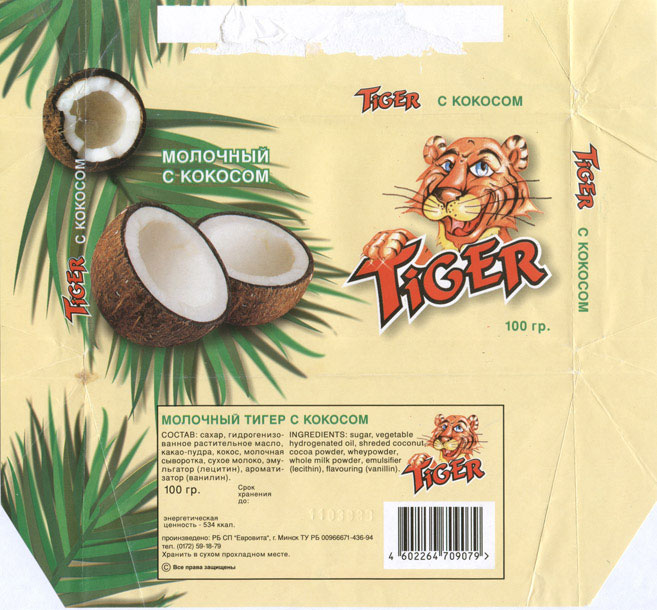 TiGER С КОКОСОМ
МОЛОЧНЫЙ
С КОКОСОМ
TiGER С КОКОСОМ
TiGER С КОКОСОМ
TiGER
100 гр.
МОЛОЧНЫЙ ТИГЕР С КОКОСОМ
СОСТАВ: сахар, гидрогенизо-
ванное растительное масло,
какао-пудра, кокос, молочная
сыворотка, сухое молоко, эму-
льгатор (лецитин), аромати-
затор (ванилин).
INGREDIENTS: sugar, vegetable
hydrogenated oil, shreded coconut,
cocoa powder, wheypowder,
whole milk powder, emulsifier
(lecithin), flavouring (vanillin).
TiGER
100 гр.
Срок
хранения
до:
энергетическая
ценность - 534 ккал.
произведено: РБ СП "Евровита", г. Минск ТУ РБ 00966671-436-94
тел. (0172) 59-18-79
Хранить в сухом прохладном месте.
© Все права защищены
4 602264 709079 >